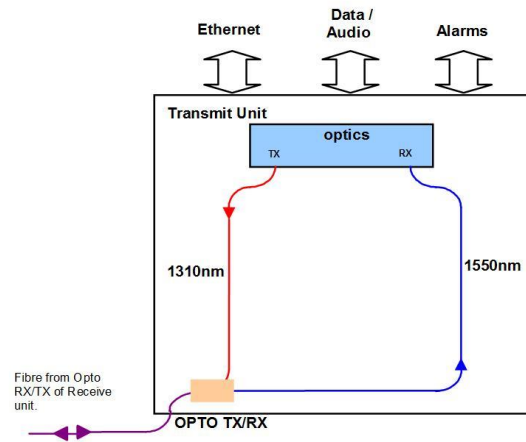 Ethernet
Data /
Audio
Alarms
Transmit Unit
optics
TX
RX
1310nm
1550nm
Fibre from Opto
RX/TX of Receive
unit.
OPTO TX/RX